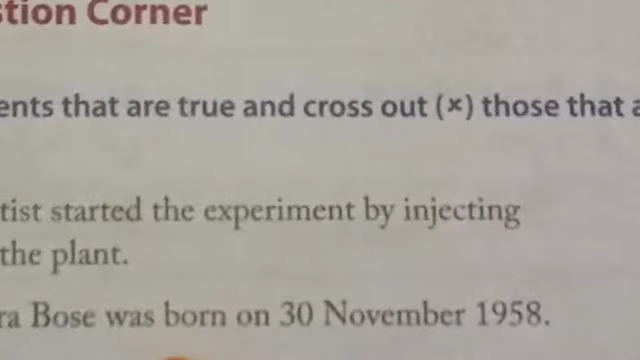 stion Corner
ents that are true and cross out (×) those that a
tist started the experiment by injecting
the plant.
ra Bose was born on 30 November 1958.